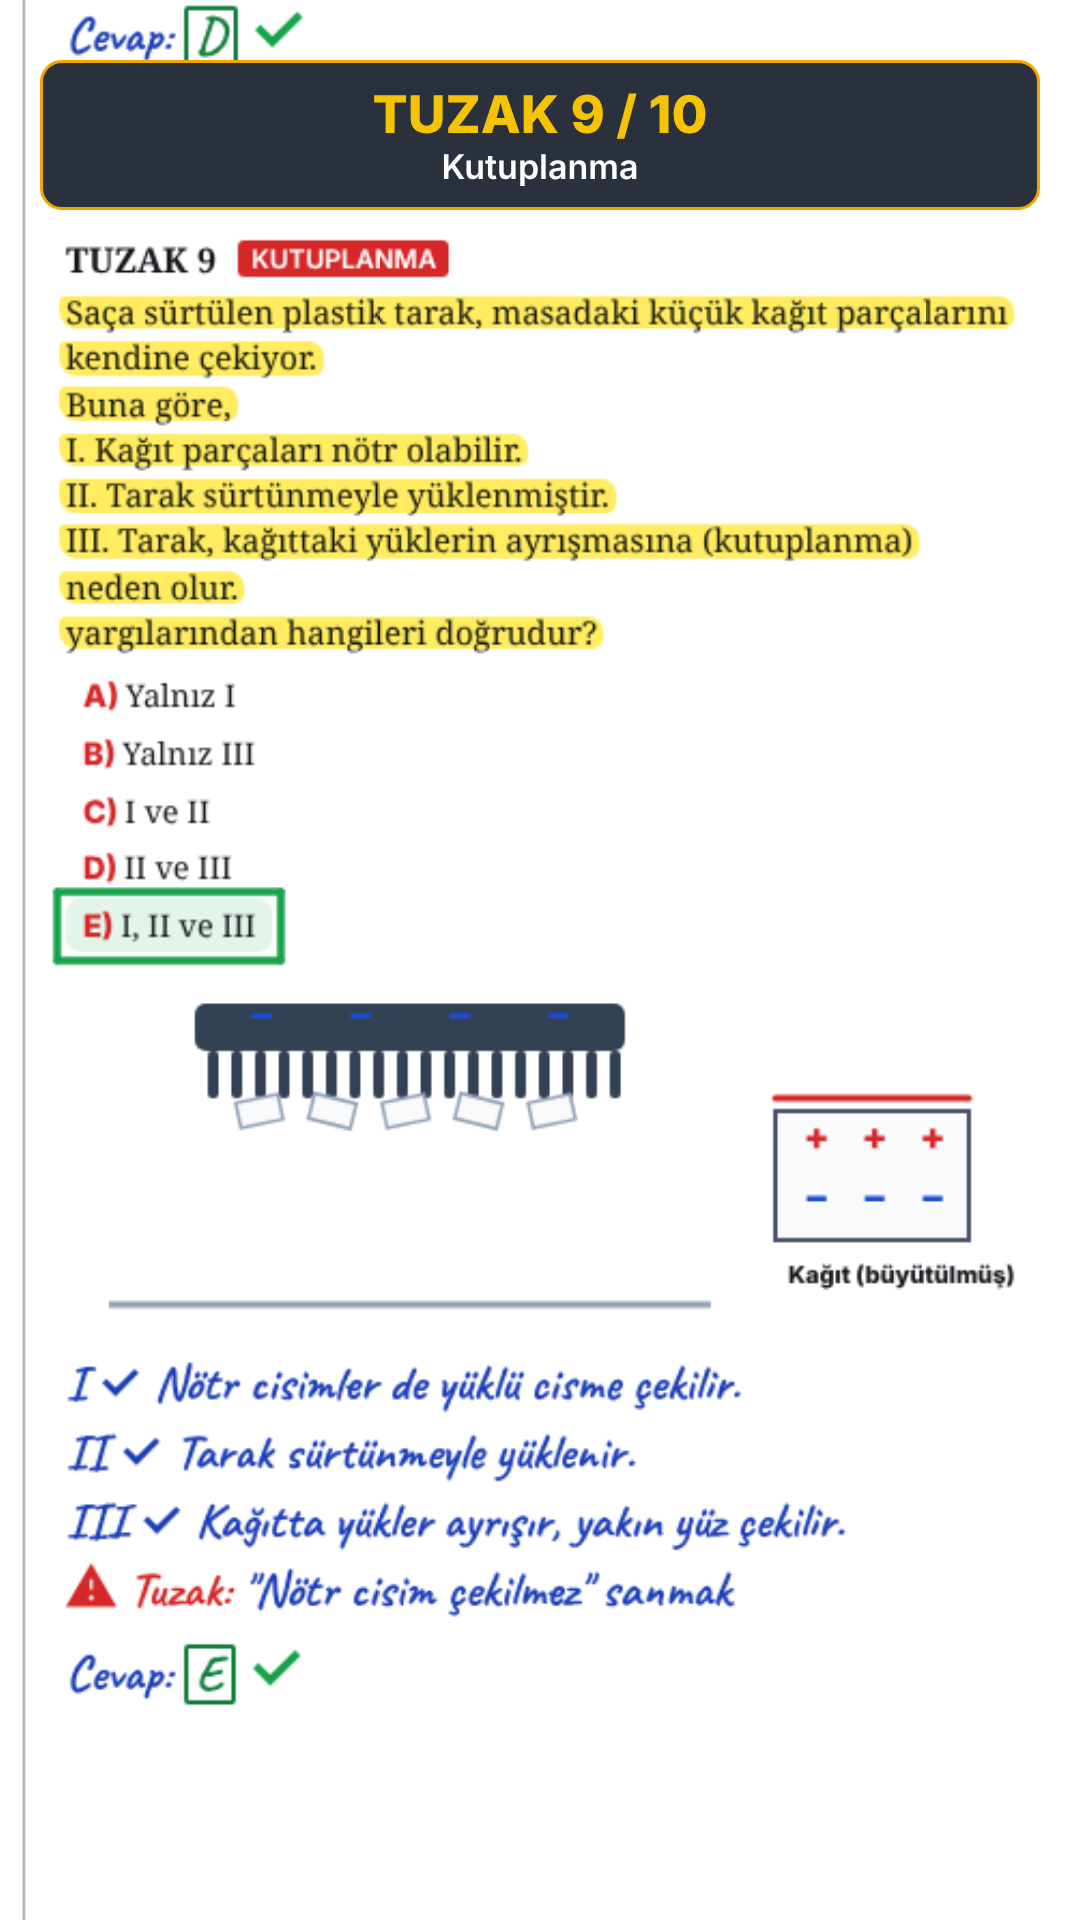 Cevap: D ✓
TUZAK 9 / 10
Kutuplanma
TUZAK 9 KUTUPLANMA
Saça sürtülen plastik tarak, masadaki küçük kağıt parçalarını
kendine çekiyor.
Buna göre,
I. Kağıt parçaları nötr olabilir.
II. Tarak sürtünmeyle yüklenmiştir.
III. Tarak, kağıttaki yüklerin ayrışmasına (kutuplanma)
neden olur.
yargılarından hangileri doğrudur?
A) Yalnız I
B) Yalnız III
C) I ve II
D) II ve III
E) I, II ve III
− − − −
+ + +
− − −
Kağıt (büyütülmüş)
I ✓ Nötr cisimler de yüklü cisme çekilir.
II ✓ Tarak sürtünmeyle yüklenir.
III ✓ Kağıtta yükler ayrışır, yakın yüz çekilir.
⚠ Tuzak: "Nötr cisim çekilmez" sanmak
Cevap: E ✓